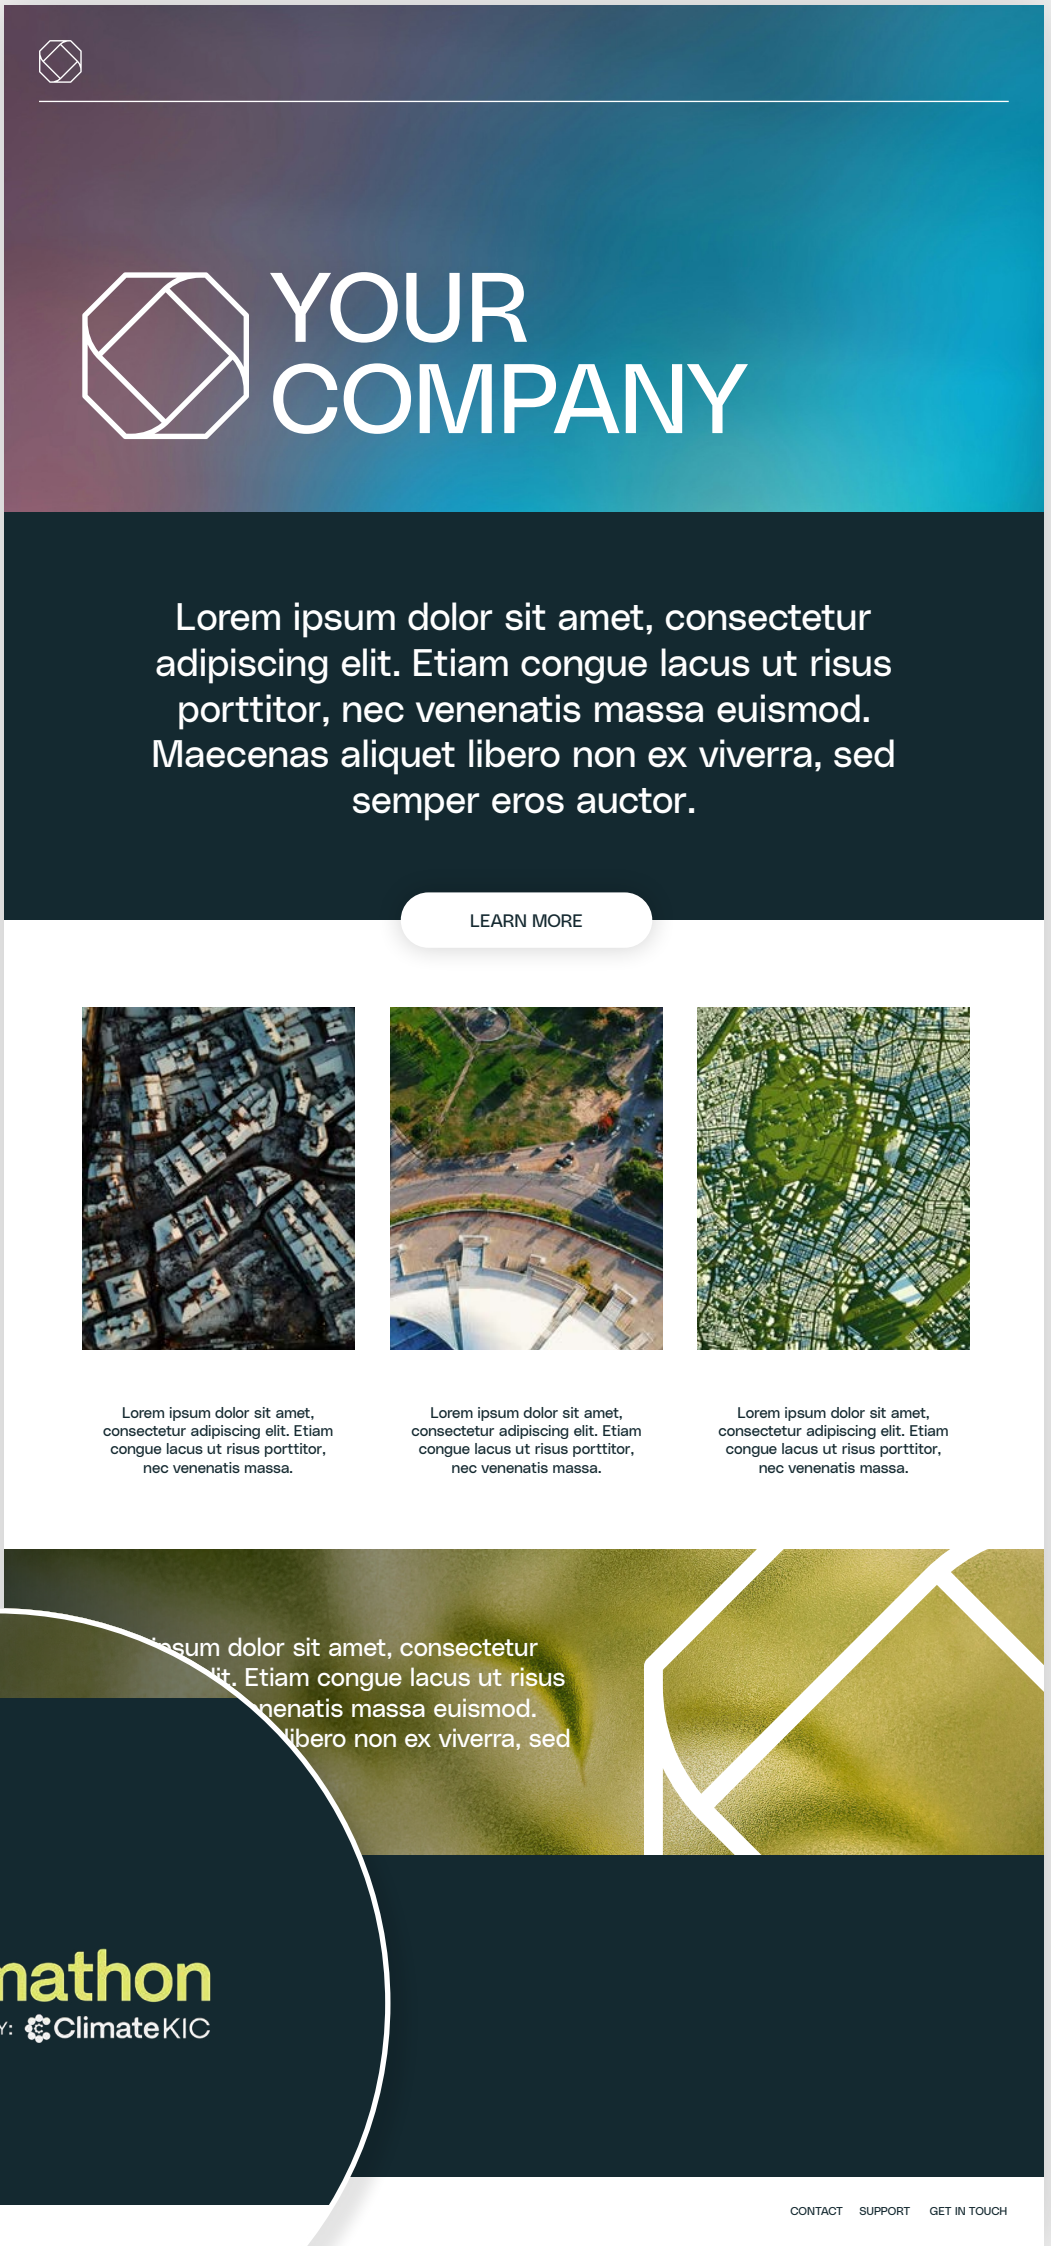 YOUR
COMPANY
Lorem ipsum dolor sit amet, consectetur
adipiscing elit. Etiam congue lacus ut risus
porttitor, nec venenatis massa euismod.
Maecenas aliquet libero non ex viverra, sed
semper eros auctor.
LEARN MORE
Lorem ipsum dolor sit amet,
consectetur adipiscing elit. Etiam
congue lacus ut risus porttitor,
nec venenatis massa.
Lorem ipsum dolor sit amet,
consectetur adipiscing elit. Etiam
congue lacus ut risus porttitor,
nec venenatis massa.
Lorem ipsum dolor sit amet,
consectetur adipiscing elit. Etiam
congue lacus ut risus porttitor,
nec venenatis massa.
dolor sit amet, consectetur
Etiam congue lacus ut risus
massa euismod.
libero non ex viverra, sed
mathon
Y: ClimateKIC
CONTACT SUPPORT GET IN TOUCH